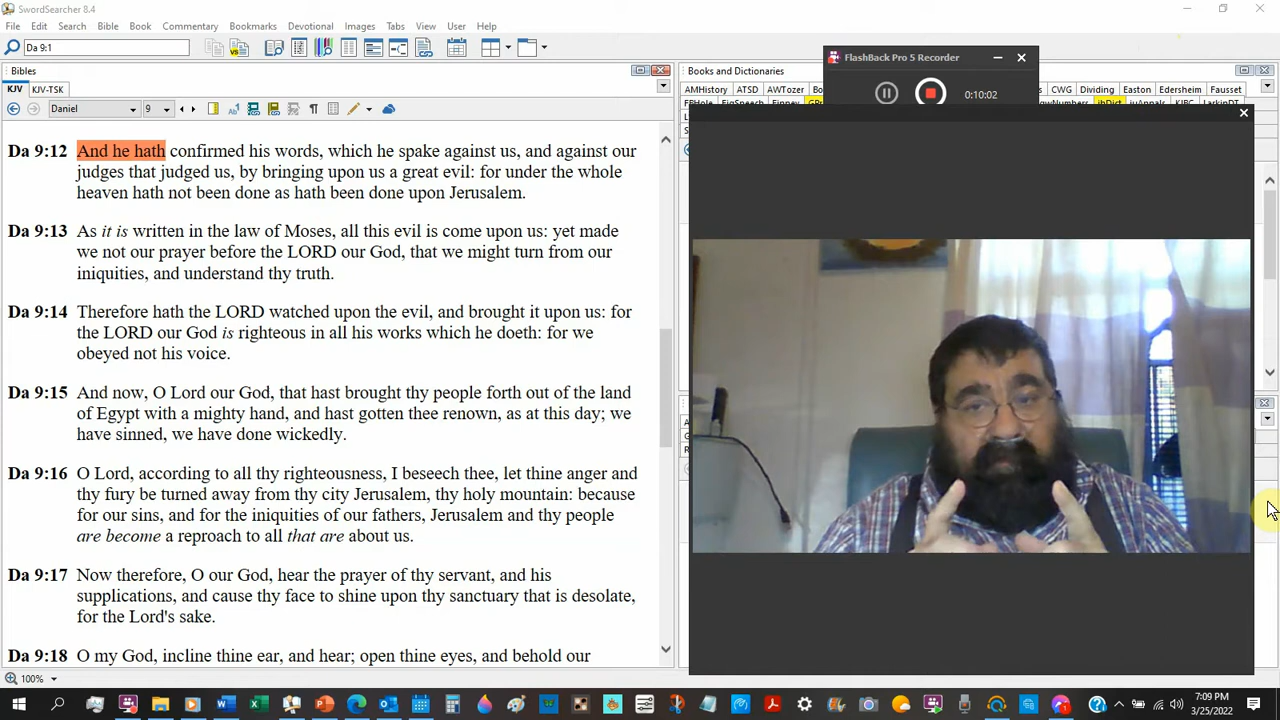 SwordSearcher 8.4
File Edit Search Bible Book Commentary Bookmarks Devotional Images Tabs View User Help
Da 9:1
Bibles
KJV KJV-TSK
Daniel 9
Da 9:12 And he hath confirmed his words, which he spake against us, and against our
judges that judged us, by bringing upon us a great evil: for under the whole
heaven hath not been done as hath been done upon Jerusalem.
Da 9:13 As it is written in the law of Moses, all this evil is come upon us: yet made
we not our prayer before the LORD our God, that we might turn from our
iniquities, and understand thy truth.
Da 9:14 Therefore hath the LORD watched upon the evil, and brought it upon us: for
the LORD our God is righteous in all his works which he doeth: for we
obeyed not his voice.
Da 9:15 And now, O Lord our God, that hast brought thy people forth out of the land
of Egypt with a mighty hand, and hast gotten thee renown, as at this day; we
have sinned, we have done wickedly.
Da 9:16 O Lord, according to all thy righteousness, I beseech thee, let thine anger and
thy fury be turned away from thy city Jerusalem, thy holy mountain: because
for our sins, and for the iniquities of our fathers, Jerusalem and thy people
are become a reproach to all that are about us.
Da 9:17 Now therefore, O our God, hear the prayer of thy servant, and his
supplications, and cause thy face to shine upon thy sanctuary that is desolate,
for the Lord's sake.
Da 9:18 O my God, incline thine ear, and hear; open thine eyes, and behold our
100%
Books and Dictionaries
AMHistory ATSD AWTozer CWG Dividing Easton Edersheim Fausset
FlashBack Pro 5 Recorder
0:10:02
7:09 PM
3/25/2022